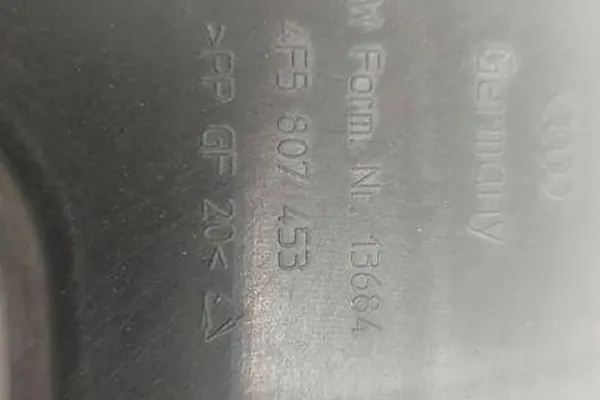 Germany
M Form. Nr. 13684
4F5 807 453
>PP GF 20<